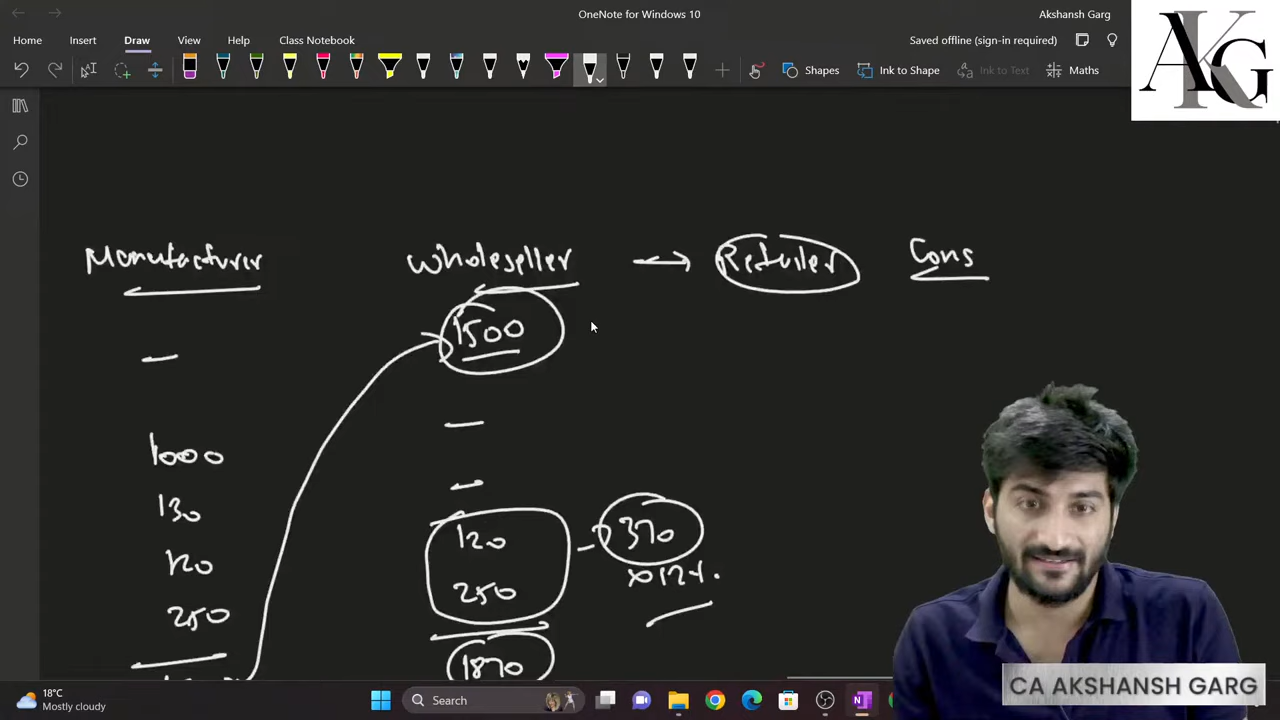 OneNote for Windows 10
Akshansh Garg
Home Insert Draw View Help Class Notebook
Saved offline (sign-in required)
Shapes Ink to Shape Ink to Text Maths
AKG
Manufacturer Wholeseller → Retailer Cons
1500
1000
130
120
250
120
250
370
x12%.
1870
CA AKSHANSH GARG
18°C
Mostly cloudy
Search